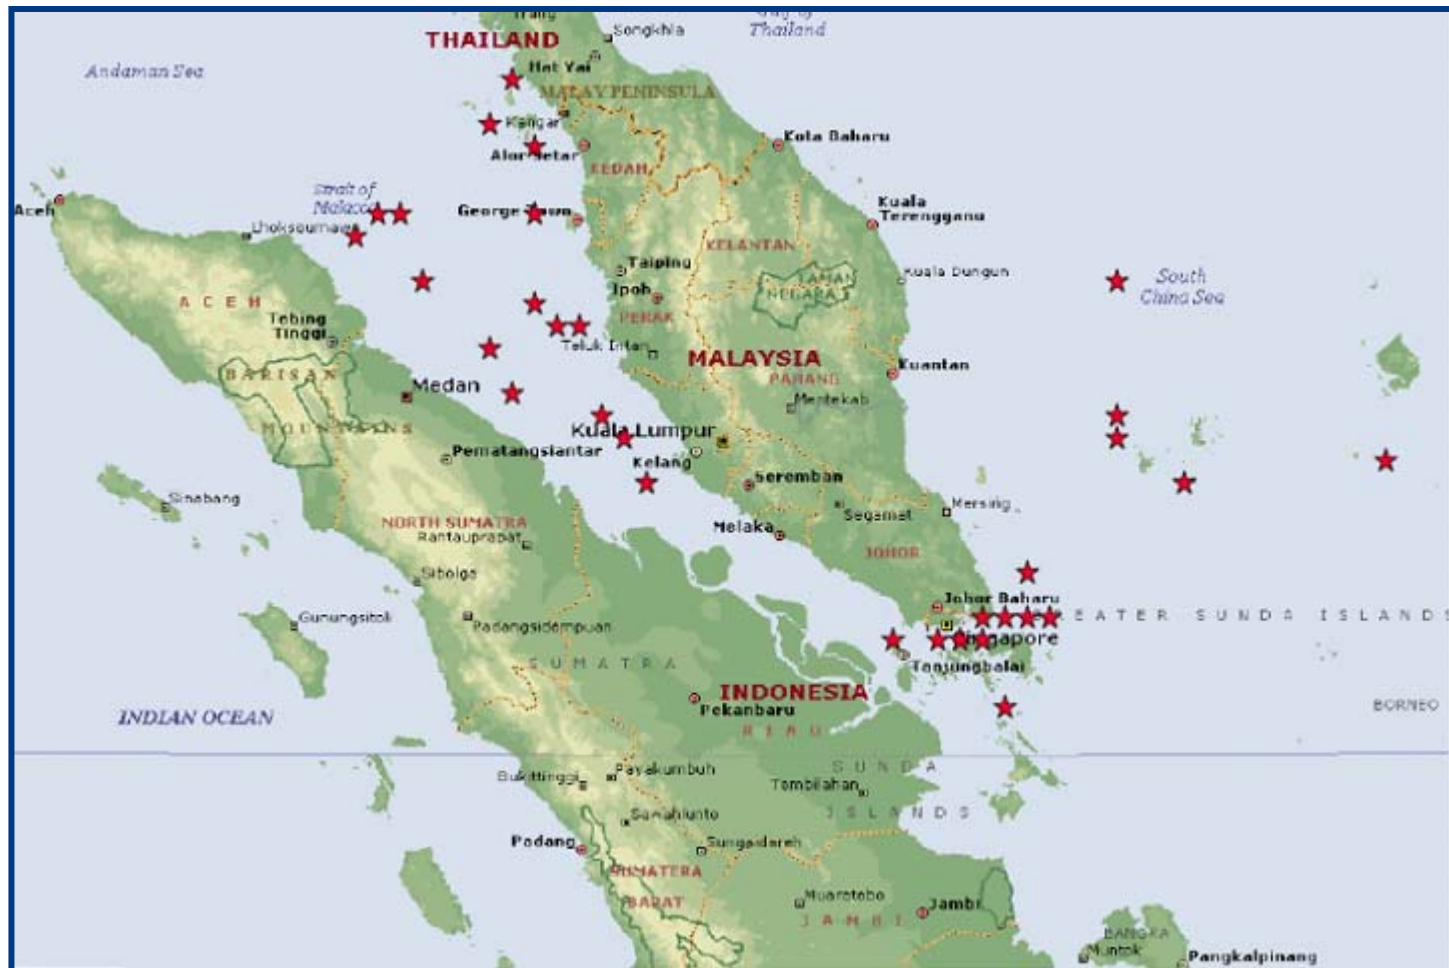 Trang
Gulf of
Thailand
Songkhla
THAILAND
Hat Yai
Andaman Sea
MALAY PENINSULA
Kangar
Kota Baharu
Alor Setar
KEDAH
Strait of
Malacca
Aceh
Kuala
Terengganu
George Town
Lhokseumawe
KELANTAN
Taiping
Kuala Dungun
South
China Sea
TAMAN
NEGARA
Ipoh
ACEH
PERAK
Tebing
Tinggi
Teluk Intan
MALAYSIA
Kuantan
BARISAN
PAHANG
Medan
Mentekab
MOUNTAINS
Kuala Lumpur
Pematangsiantar
Kelang
Seremban
Sinabang
Mersing
Segamat
NORTH SUMATRA
Melaka
Rantauprapat
JOHOR
Sibolga
Johor Baharu
Gunungsitoli
GREATER SUNDA ISLANDS
Padangsidempuan
Singapore
SUMATRA
Tanjungbalai
INDONESIA
Pekanbaru
BORNEO
INDIAN OCEAN
RIAU
SUNDA
Bukittinggi
Payakumbuh
Tembilahan
ISLANDS
Sawahlunto
Padang
Sungaidareh
SUMATERA
BARAT
Muarotebo
Jambi
JAMBI
BANGKA
Muntok
Pangkalpinang